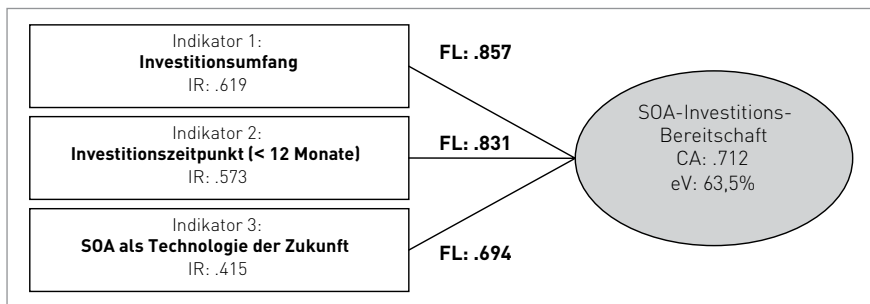 Indikator 1:
Investitionsumfang
IR: .619
FL: .857
Indikator 2:
Investitionszeitpunkt (< 12 Monate)
IR: .573
FL: .831
Indikator 3:
SOA als Technologie der Zukunft
IR: .415
FL: .694
SOA-Investitions-
Bereitschaft
CA: .712
eV: 63,5%